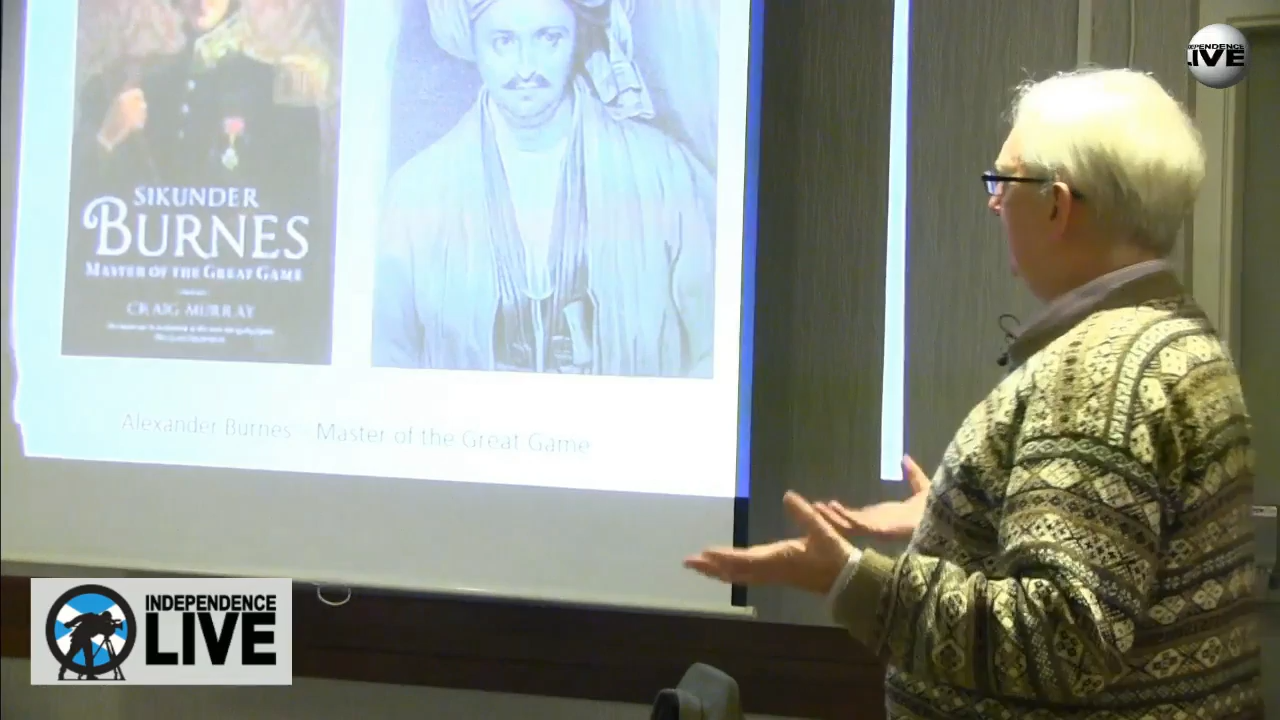 SIKUNDER
BURNES
MASTER OF THE GREAT GAME
CRAIG MURRAY
Alexander Burnes - Master of the Great Game
INDEPENDENCE
LIVE
INDEPENDENCE
LIVE